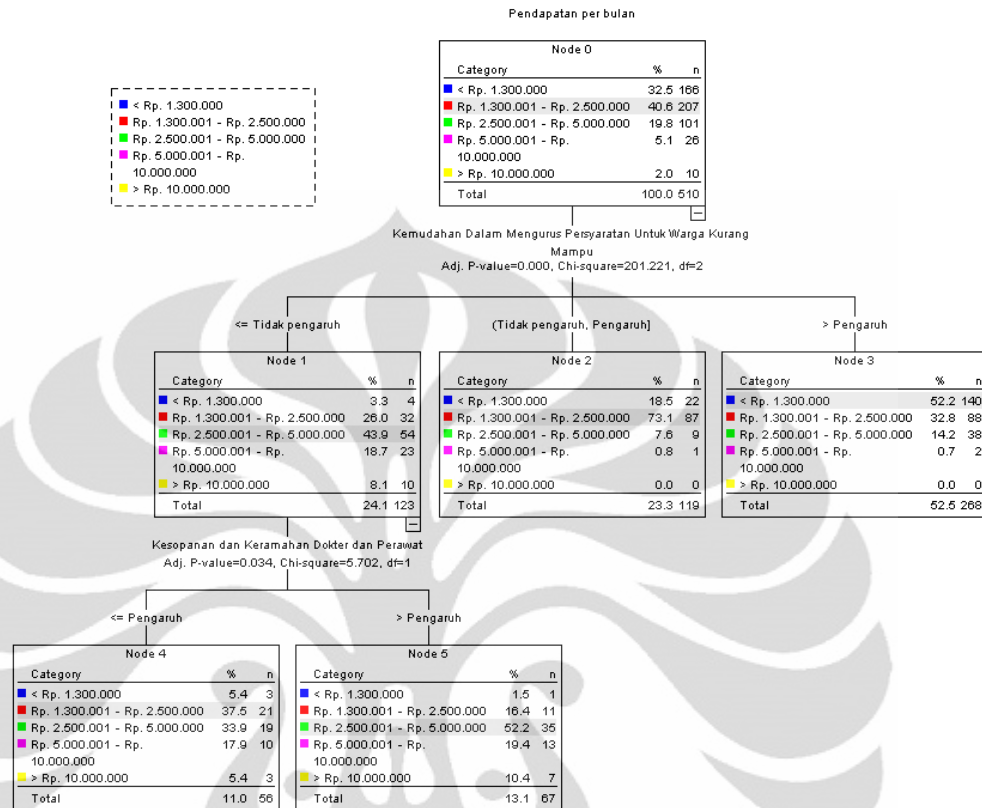 Pendapatan per bulan
< Rp. 1.300.000
Rp. 1.300.001 - Rp. 2.500.000
Rp. 2.500.001 - Rp. 5.000.000
Rp. 5.000.001 - Rp.
10.000.000
> Rp. 10.000.000
Node 0
Category % n
< Rp. 1.300.000 32.5 166
Rp. 1.300.001 - Rp. 2.500.000 40.6 207
Rp. 2.500.001 - Rp. 5.000.000 19.8 101
Rp. 5.000.001 - Rp. 5.1 26
10.000.000
> Rp. 10.000.000 2.0 10
Total 100.0 510
Kemudahan Dalam Mengurus Persyaratan Untuk Warga Kurang
Mampu
Adj. P-value=0.000, Chi-square=201.221, df=2
<= Tidak pengaruh
(Tidak pengaruh, Pengaruh]
> Pengaruh
Node 1
Category % n
< Rp. 1.300.000 3.3 4
Rp. 1.300.001 - Rp. 2.500.000 26.0 32
Rp. 2.500.001 - Rp. 5.000.000 43.9 54
Rp. 5.000.001 - Rp. 18.7 23
10.000.000
> Rp. 10.000.000 8.1 10
Total 24.1 123
Node 2
Category % n
< Rp. 1.300.000 18.5 22
Rp. 1.300.001 - Rp. 2.500.000 73.1 87
Rp. 2.500.001 - Rp. 5.000.000 7.6 9
Rp. 5.000.001 - Rp. 0.8 1
10.000.000
> Rp. 10.000.000 0.0 0
Total 23.3 119
Node 3
Category % n
< Rp. 1.300.000 52.2 140
Rp. 1.300.001 - Rp. 2.500.000 32.8 88
Rp. 2.500.001 - Rp. 5.000.000 14.2 38
Rp. 5.000.001 - Rp. 0.7 2
10.000.000
> Rp. 10.000.000 0.0 0
Total 52.5 268
Kesopanan dan Keramahan Dokter dan Perawat
Adj. P-value=0.034, Chi-square=5.702, df=1
<= Pengaruh
> Pengaruh
Node 4
Category % n
< Rp. 1.300.000 5.4 3
Rp. 1.300.001 - Rp. 2.500.000 37.5 21
Rp. 2.500.001 - Rp. 5.000.000 33.9 19
Rp. 5.000.001 - Rp. 17.9 10
10.000.000
> Rp. 10.000.000 5.4 3
Total 11.0 56
Node 5
Category % n
< Rp. 1.300.000 1.5 1
Rp. 1.300.001 - Rp. 2.500.000 16.4 11
Rp. 2.500.001 - Rp. 5.000.000 52.2 35
Rp. 5.000.001 - Rp. 19.4 13
10.000.000
> Rp. 10.000.000 10.4 7
Total 13.1 67